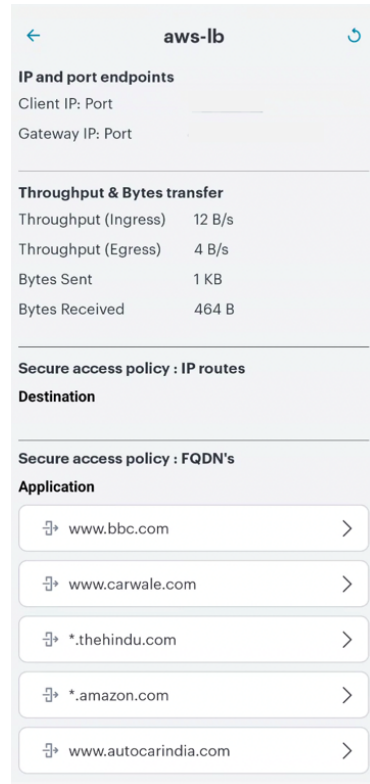 aws-lb
IP and port endpoints
Client IP: Port
Gateway IP: Port
Throughput & Bytes transfer
Throughput (Ingress) 12 B/s
Throughput (Egress) 4 B/s
Bytes Sent 1 KB
Bytes Received 464 B
Secure access policy : IP routes
Destination
Secure access policy : FQDN's
Application
www.bbc.com
www.carwale.com
*.thehindu.com
*.amazon.com
www.autocarindia.com